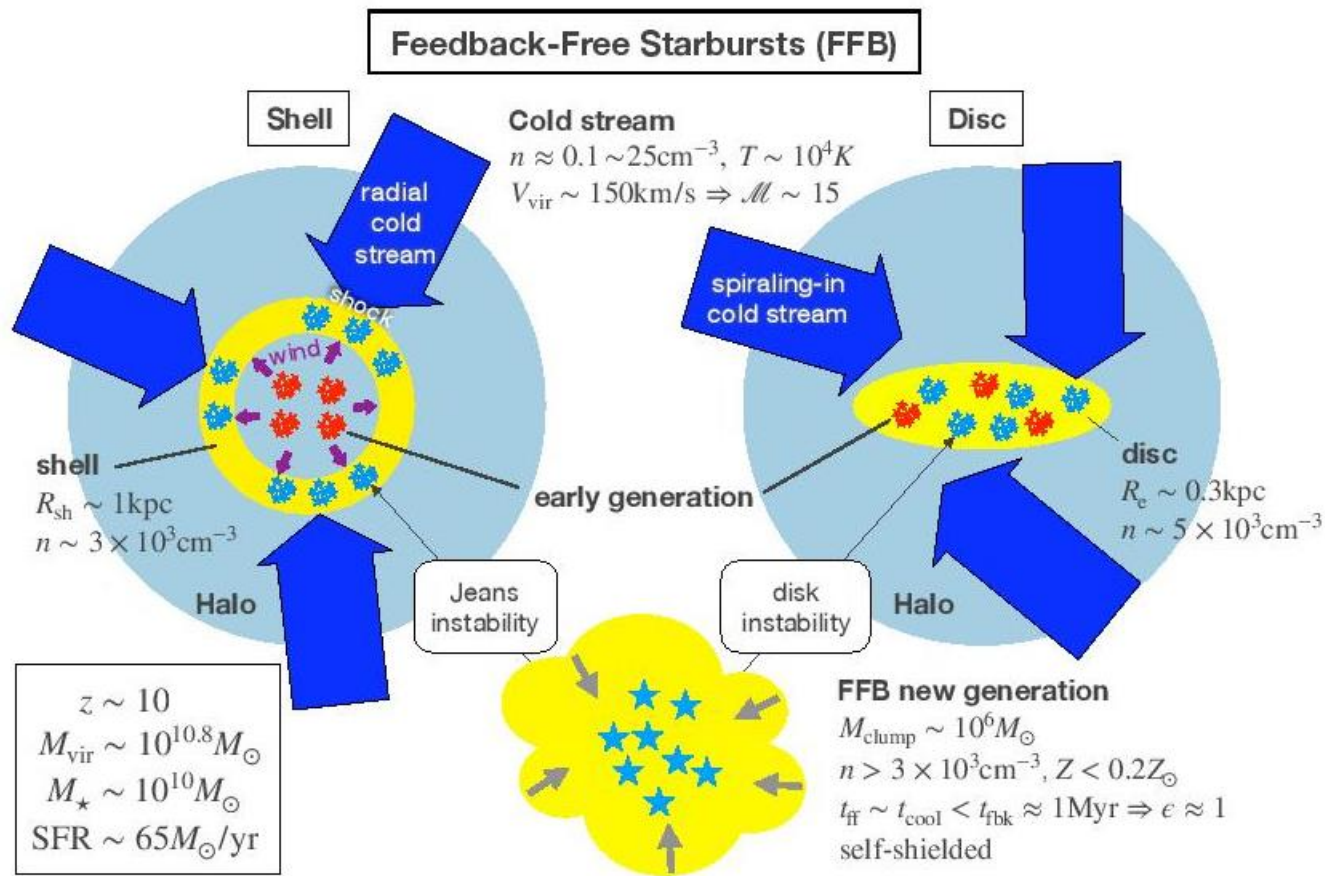 Feedback-Free Starbursts (FFB)
Shell
Cold stream
n ≈ 0.1 ~ 25cm⁻³, T ~ 10⁴K
V_vir ~ 150km/s ⇒ ℳ ~ 15
Disc
radial
cold
stream
shock
wind
spiraling-in
cold stream
shell
R_sh ~ 1kpc
n ~ 3 × 10³cm⁻³
early generation
disc
R_e ~ 0.3kpc
n ~ 5 × 10³cm⁻³
Halo
Jeans
instability
disk
instability
Halo
z ~ 10
M_vir ~ 10^10.8 M_⊙
M_★ ~ 10¹⁰M_⊙
SFR ~ 65M_⊙/yr
FFB new generation
M_clump ~ 10⁶M_⊙
n > 3 × 10³cm⁻³, Z < 0.2Z_⊙
t_ff ~ t_cool < t_fbk ≈ 1Myr ⇒ ϵ ≈ 1
self-shielded